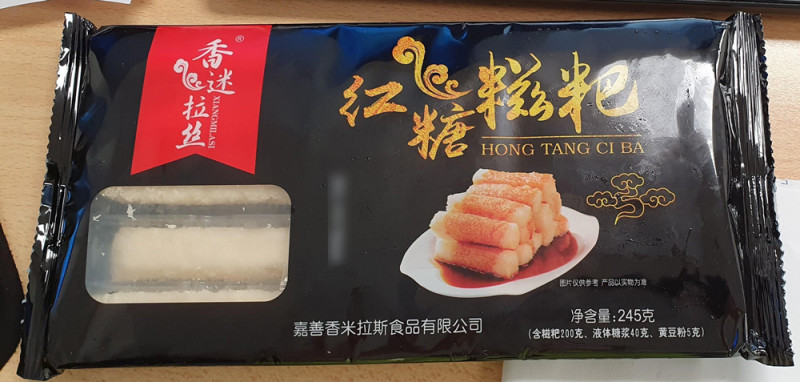 香迷拉丝®
XIANGMILASI
红糖糍粑
HONG TANG CI BA
图片仅供参考 产品以实物为准
净含量:245克
(含糍粑200克、液体糖浆40克、黄豆粉5克)
嘉善香米拉斯食品有限公司